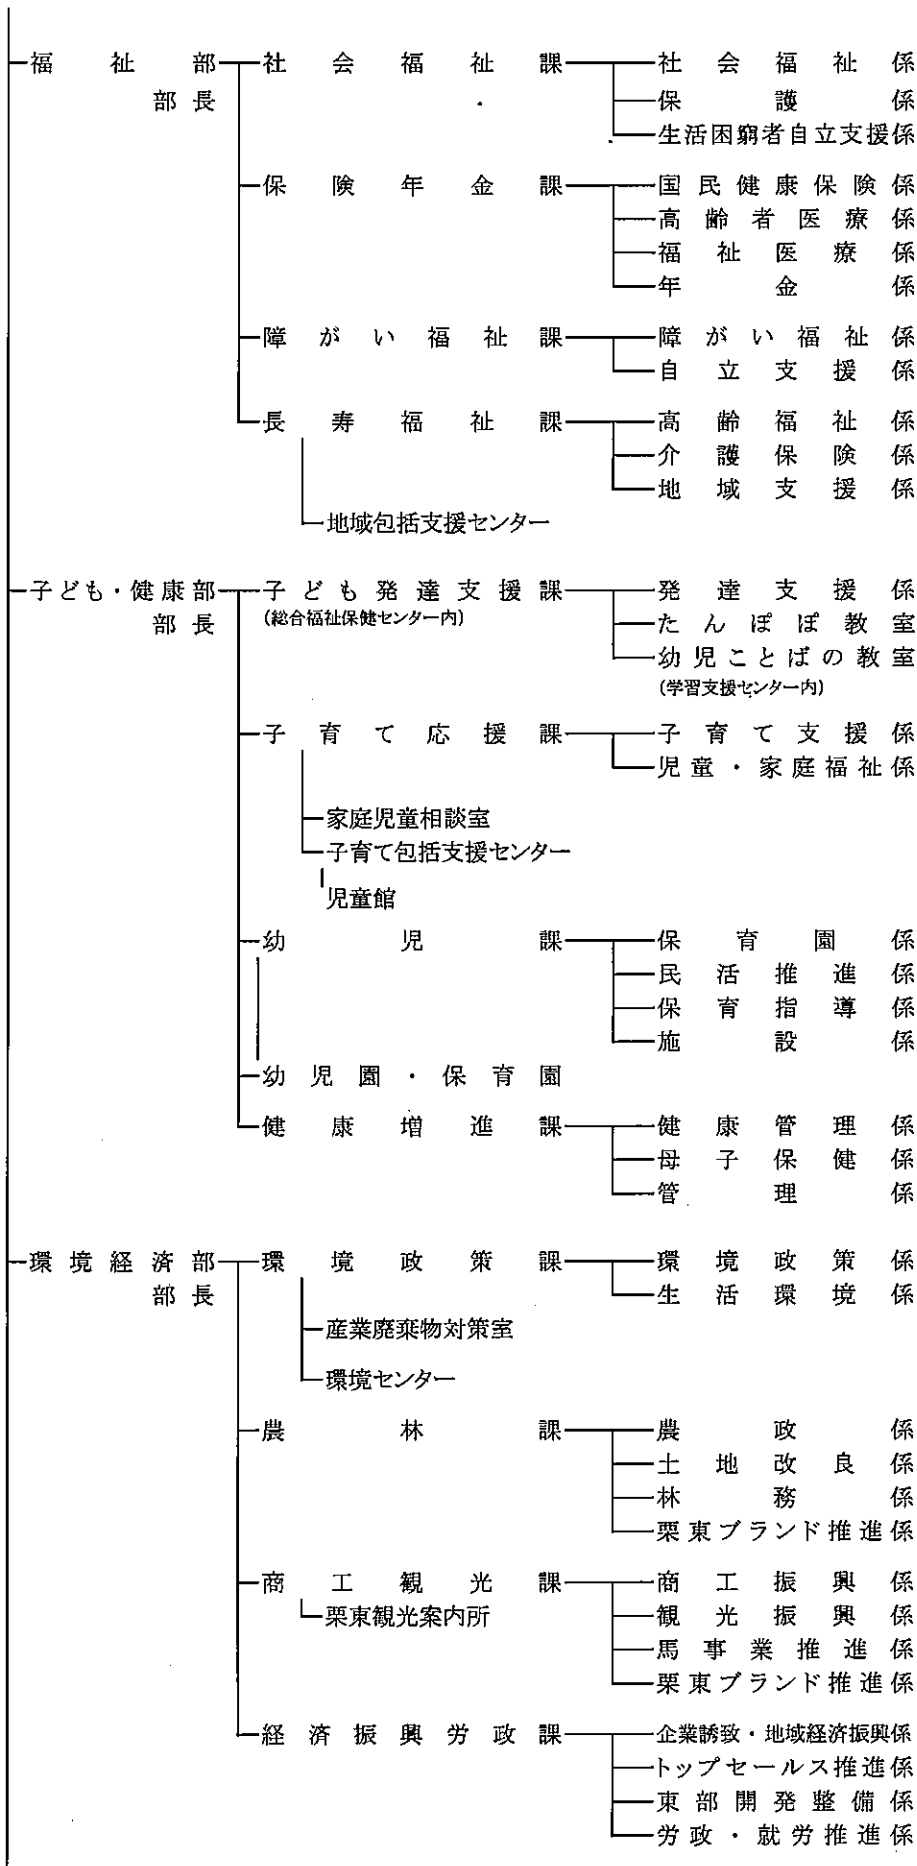 福祉部 社会福祉課 社会福祉係
部長 保護係
生活困窮者自立支援係
保険年金課 国民健康保険係
高齢者医療係
福祉医療係
年金係
障がい福祉課 障がい福祉係
自立支援係
長寿福祉課 高齢福祉係
介護保険係
地域支援係
地域包括支援センター
子ども・健康部 子ども発達支援課 発達支援係
部長 (総合福祉保健センター内) たんぽぽ教室
幼児ことばの教室
(学習支援センター内)
子育て応援課 子育て支援係
児童・家庭福祉係
家庭児童相談室
子育て包括支援センター
児童館
幼児課 保育園係
民活推進係
保育指導係
施設係
幼児園・保育園
健康増進課 健康管理係
母子保健係
管理係
環境経済部 環境政策課 環境政策係
部長 生活環境係
産業廃棄物対策室
環境センター
農林課 農政係
土地改良係
林務係
栗東ブランド推進係
商工観光課 商工振興係
栗東観光案内所 観光振興係
馬事業推進係
栗東ブランド推進係
経済振興労政課 企業誘致・地域経済振興係
トップセールス推進係
東部開発整備係
労政・就労推進係